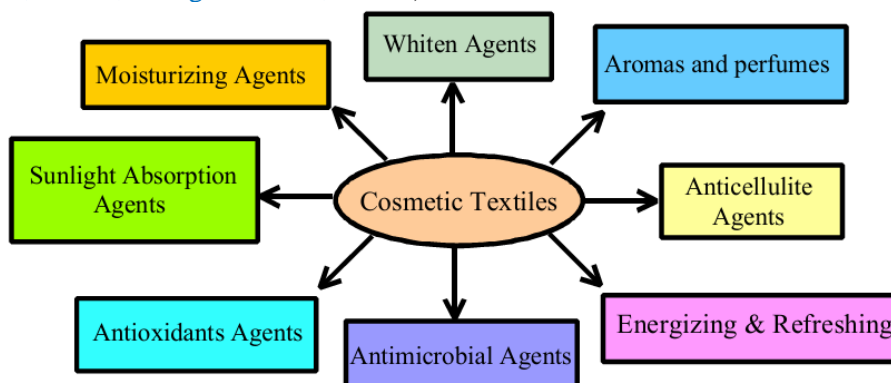 Whiten Agents
Moisturizing Agents
Aromas and perfumes
Sunlight Absorption
Agents
Cosmetic Textiles
Anticellulite
Agents
Antioxidants Agents
Antimicrobial Agents
Energizing & Refreshing